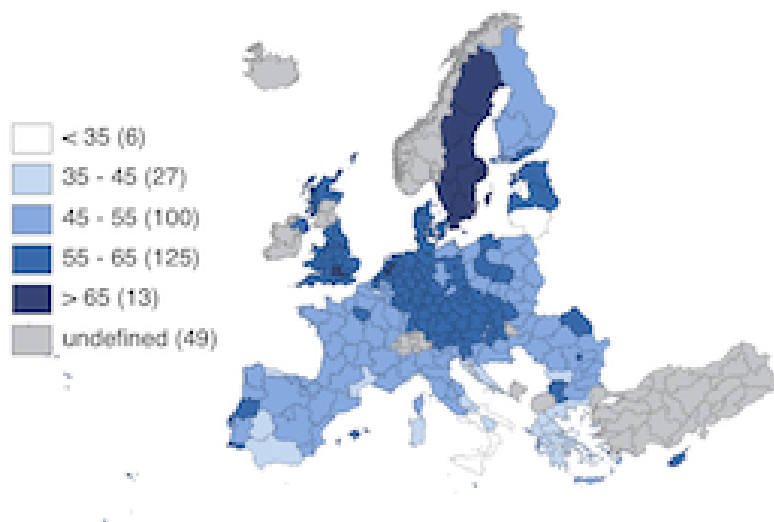 < 35 (6)
35 - 45 (27)
45 - 55 (100)
55 - 65 (125)
> 65 (13)
undefined (49)